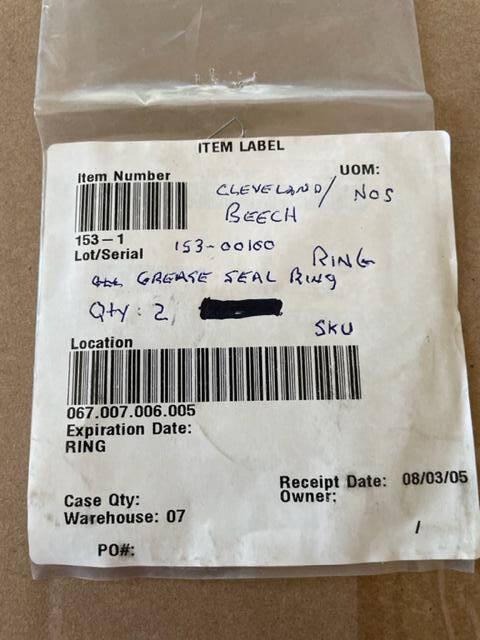 ITEM LABEL
Item Number
UOM:
CLEVELAND/ NOS
BEECH
153-1
Lot/Serial 153-00100
RING
GREASE SEAL RING
Qty: 2
SKU
Location
067.007.006.005
Expiration Date:
RING
Receipt Date: 08/03/05
Case Qty:
Owner:
Warehouse: 07
/
PO#: